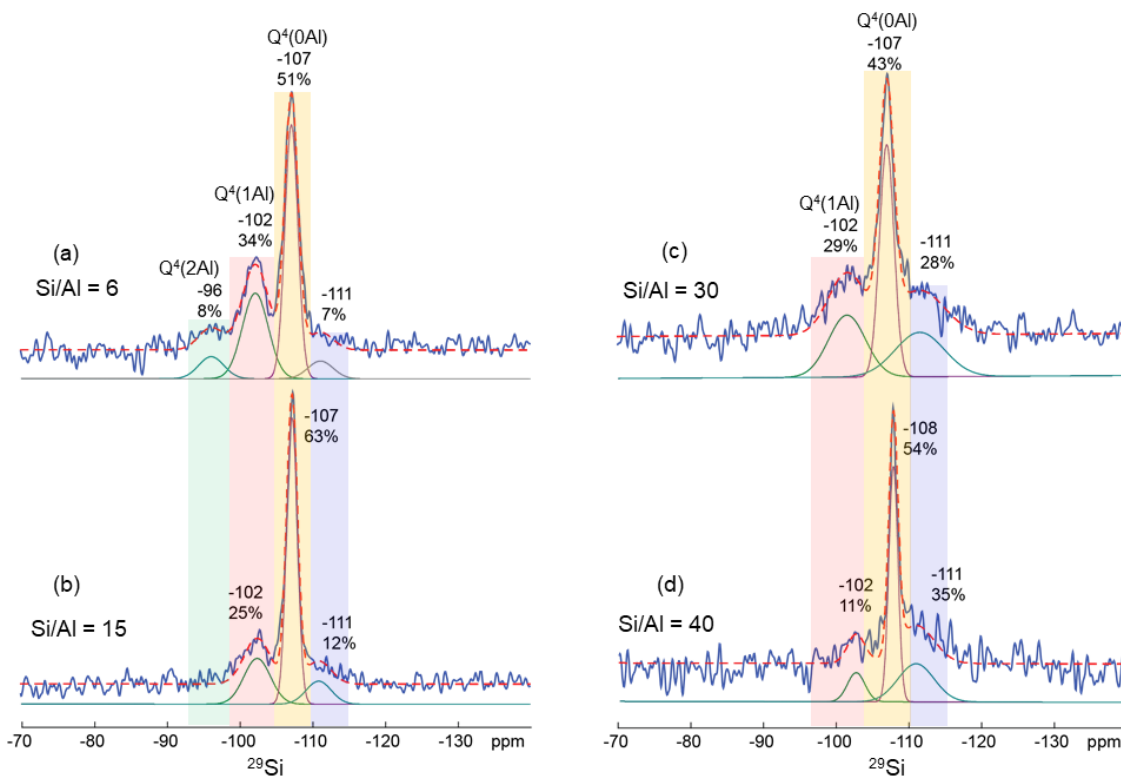 Q⁴(0Al)
-107
51%
Q⁴(1Al)
-102
34%
(a)
Q⁴(2Al)
Si/Al = 6
-96
8%
-111
7%
-107
63%
(b)
-102
25%
-111
12%
Si/Al = 15
-70 -80 -90 -100 -110 -120 -130 ppm
²⁹Si
Q⁴(0Al)
-107
43%
Q⁴(1Al)
-102
29%
(c)
-111
28%
Si/Al = 30
-108
54%
(d)
-102
11%
-111
35%
Si/Al = 40
-70 -80 -90 -100 -110 -120 -130 ppm
²⁹Si